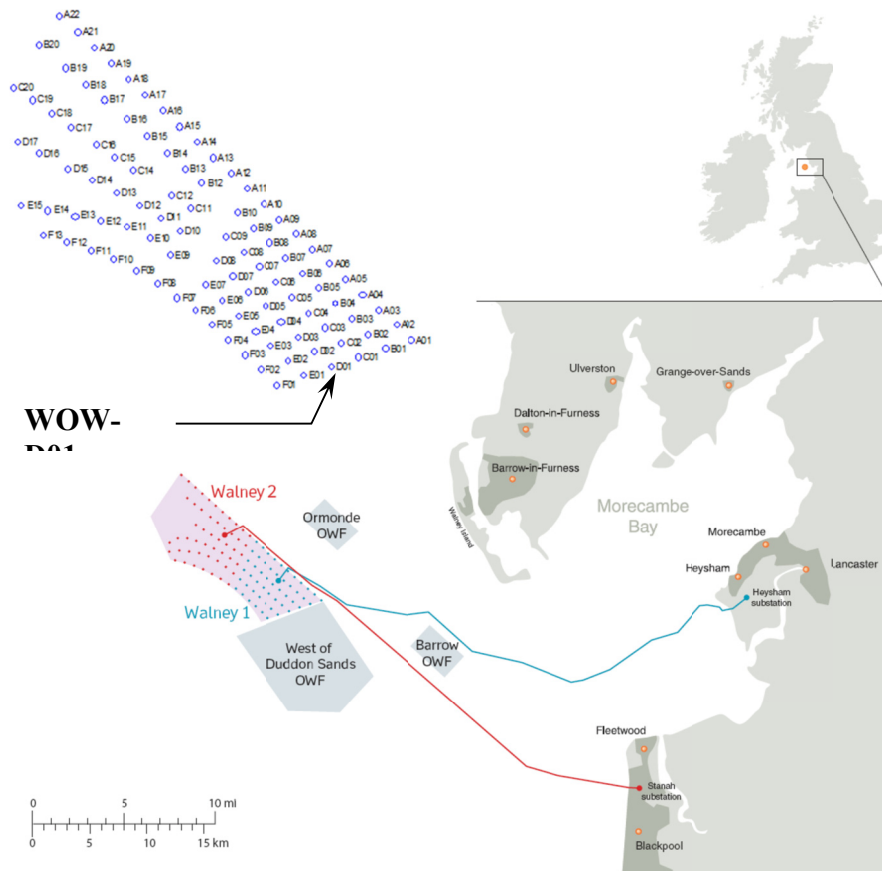 A22
A21
B20
A20
B19
A19
A18
B18
C20
B17
A17
C19
C18
B16
A16
C17
B15
A15
D17
C16
B14
A14
D16
C15
A13
D15
C14
B13
A12
D14
B12
A11
D13
C12
E15
E14
D12
C11
B10
A10
E13
E12
D11
A09
F13
E11
D10
B09
A08
F12
E10
C09
B08
A07
F11
E09
C08
B07
A06
F10
D08
C07
B06
A05
F09
D07
C06
B05
A04
F08
E07
D06
C05
B04
A03
F07
E06
D05
C04
B03
A02
F06
E05
D04
C03
B02
A01
F05
E04
D03
C02
B01
F04
E03
D02
C01
F03
E02
D01
F02
E01
F01
WOW-
D01
Ulverston
Grange-over-Sands
Dalton-in-Furness
Barrow-in-Furness
Walney Island
Morecambe
Bay
Walney 2
Ormonde
OWF
Morecambe
Heysham
Lancaster
Heysham
substation
Walney 1
West of
Duddon Sands
OWF
Barrow
OWF
Fleetwood
Stanah
substation
Blackpool
0 5 10 mi
0 5 10 15 km